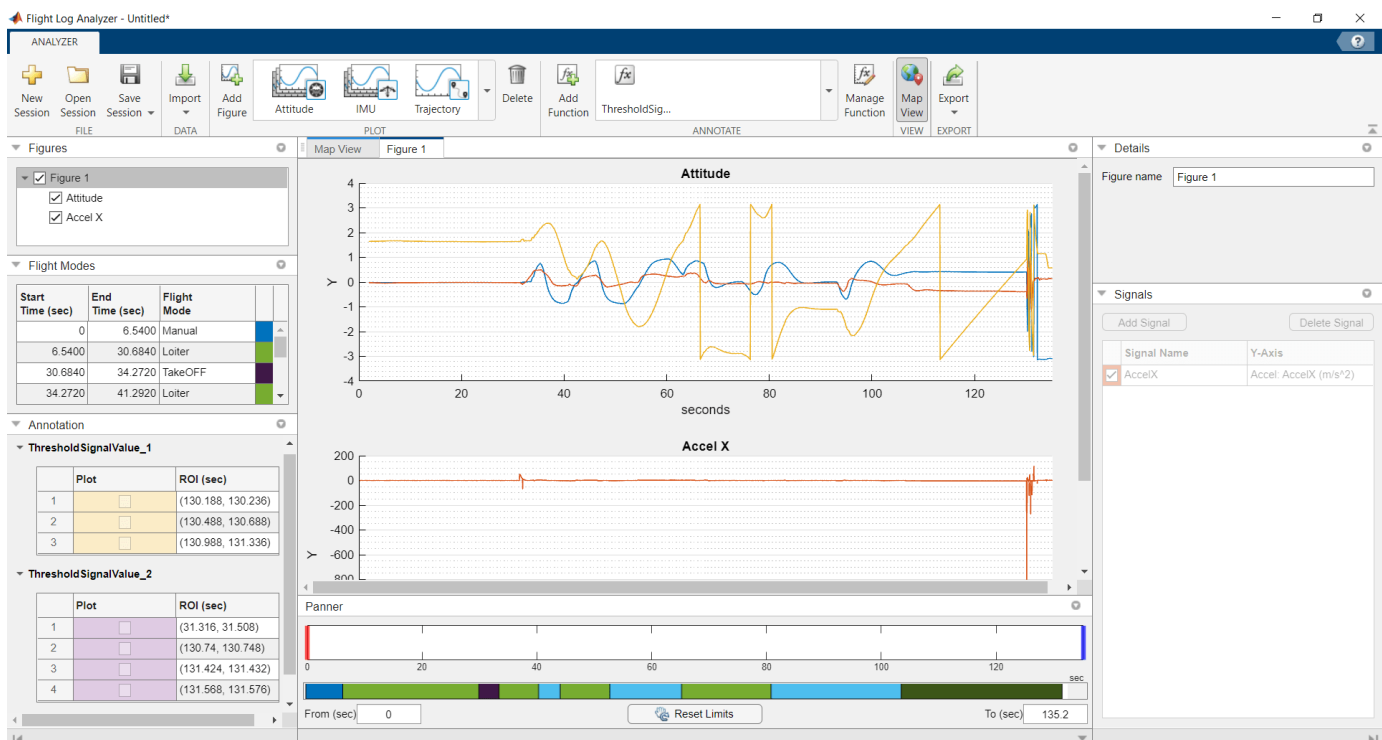 Flight Log Analyzer - Untitled*
ANALYZER
New Session
Open Session
Save Session
Import
Add Figure
Attitude
IMU
Trajectory
Delete
Add Function
fx
ThresholdSig...
Manage Function
Map View
Export
FILE
DATA
PLOT
ANNOTATE
VIEW
EXPORT
Figures
Figure 1
Attitude
Accel X
Flight Modes
Start Time (sec) End Time (sec) Flight Mode
0 6.5400 Manual
6.5400 30.6840 Loiter
30.6840 34.2720 TakeOFF
34.2720 41.2920 Loiter
Annotation
ThresholdSignalValue_1
Plot ROI (sec)
1 (130.188, 130.236)
2 (130.488, 130.688)
3 (130.988, 131.336)
ThresholdSignalValue_2
Plot ROI (sec)
1 (31.316, 31.508)
2 (130.74, 130.748)
3 (131.424, 131.432)
4 (131.568, 131.576)
Map View Figure 1
Attitude
4
3
2
1
0
-1
-2
-3
-4
Y
0 20 40 60 80 100 120
seconds
Accel X
200
0
-200
-400
-600
Y
Panner
0 20 40 60 80 100 120
sec
From (sec) 0 Reset Limits To (sec) 135.2
Details
Figure name Figure 1
Signals
Add Signal Delete Signal
Signal Name Y-Axis
AccelX Accel: AccelX (m/s^2)